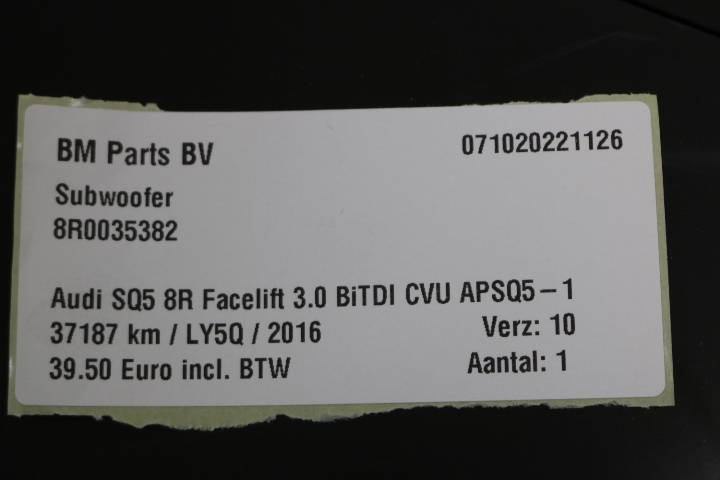 BM Parts BV 071020221126
Subwoofer
8R0035382
Audi SQ5 8R Facelift 3.0 BiTDI CVU APSQ5-1
37187 km / LY5Q / 2016 Verz: 10
39.50 Euro incl. BTW Aantal: 1